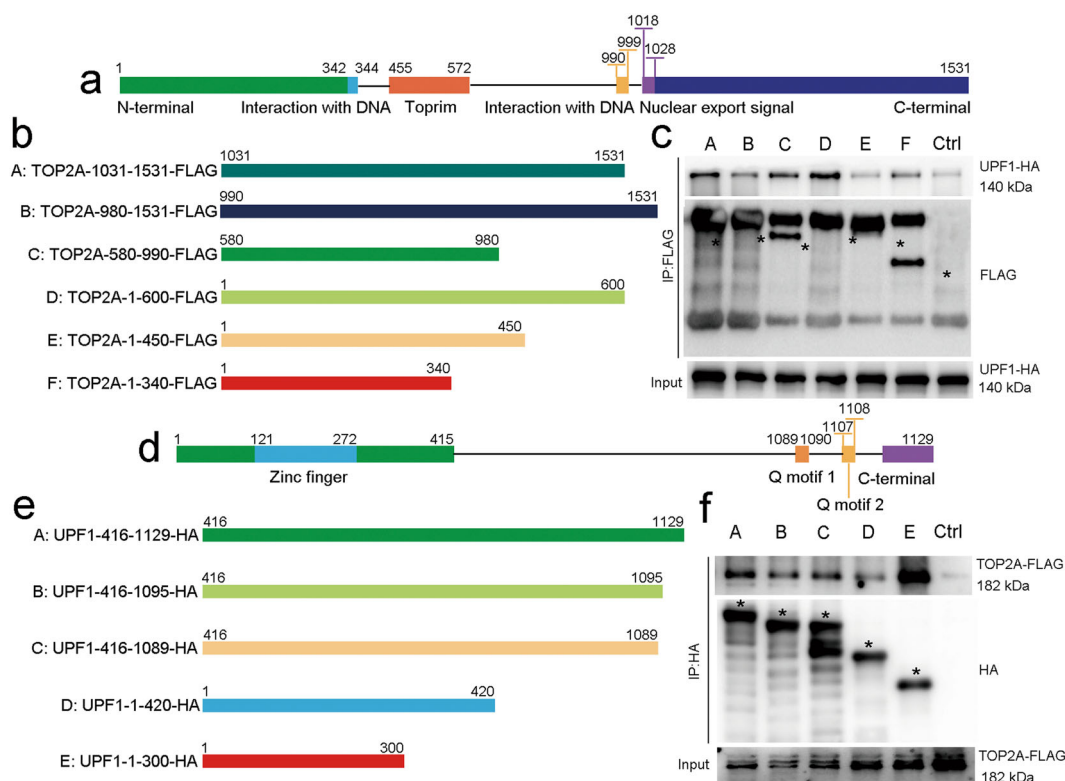 a
1 342 344 455 572 990 999 1018 1028 1531
N-terminal Interaction with DNA Toprim Interaction with DNA Nuclear export signal C-terminal
b
A: TOP2A-1031-1531-FLAG 1031 1531
B: TOP2A-980-1531-FLAG 990 1531
C: TOP2A-580-990-FLAG 580 980
D: TOP2A-1-600-FLAG 1 600
E: TOP2A-1-450-FLAG 1 450
F: TOP2A-1-340-FLAG 1 340
c
A B C D E F Ctrl
UPF1-HA
140 kDa
IP:FLAG
* * * * * *
FLAG
Input
UPF1-HA
140 kDa
d
1 121 272 415 1089 1090 1107 1108 1129
Zinc finger Q motif 1 C-terminal
Q motif 2
e
A: UPF1-416-1129-HA 416 1129
B: UPF1-416-1095-HA 416 1095
C: UPF1-416-1089-HA 416 1089
D: UPF1-1-420-HA 1 420
E: UPF1-1-300-HA 1 300
f
A B C D E Ctrl
TOP2A-FLAG
182 kDa
IP:HA
* * * * *
HA
Input
TOP2A-FLAG
182 kDa